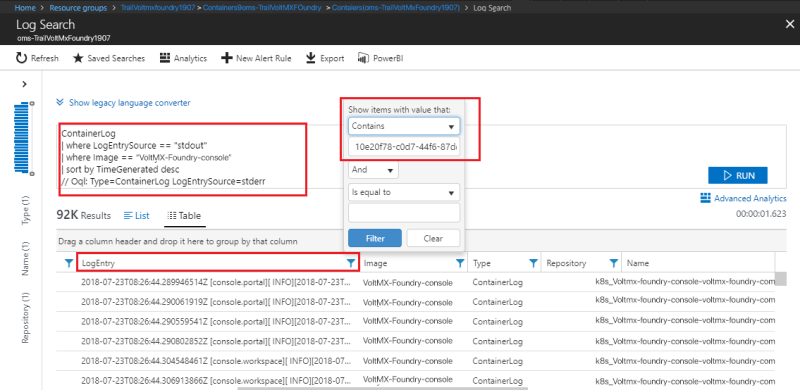 Home > Resource groups > TrailVoltmxfoundry1907 > Containers9oms-TrailVoltMXFOundry > Contaiers(oms-TrailVoltMxFoundry1907) > Log Search
Log Search
oms-TrailVoltMXFoundry1907
Refresh Saved Searches Analytics New Alert Rule Export PowerBI
Show legacy language converter
ContainerLog
| where LogEntrySource == "stdout"
| where Image == "VoltMX-Foundry-console"
| sort by TimeGenerated desc
// Oql: Type=ContainerLog LogEntrySource=stderr
Show items with value that:
Contains
10e20f78-c0d7-44f6-87d
And
Is equal to
Filter Clear
RUN
Advanced Analytics
00:00:01.623
Type (1)
Name (1)
Repository (1)
92K Results List Table
Drag a column header and drop it here to group by that column
LogEntry Image Type Repository Name
2018-07-23T08:26:44.289946514Z [console.portal][ INFO][2018-07-23T... VoltMX-Foundry-console ContainerLog k8s_Voltmx-foundry-console-voltmx-foundry-com
2018-07-23T08:26:44.290061919Z [console.portal][ INFO][2018-07-23T... VoltMX-Foundry-console ContainerLog k8s_Voltmx-foundry-console-voltmx-foundry-com
2018-07-23T08:26:44.290559541Z [console.portal][ INFO][2018-07-23T... VoltMX-Foundry-console ContainerLog k8s_Voltmx-foundry-console-voltmx-foundry-com
2018-07-23T08:26:44.290802852Z [console.portal][ INFO][2018-07-23T... VoltMX-Foundry-console ContainerLog k8s_Voltmx-foundry-console-voltmx-foundry-com
2018-07-23T08:26:44.304548461Z [console.workspace][ INFO][2018-07... VoltMX-Foundry-console ContainerLog k8s_Voltmx-foundry-console-voltmx-foundry-com
2018-07-23T08:26:44.306913866Z [console.workspace][ INFO][2018-07... VoltMX-Foundry-console ContainerLog k8s_Voltmx-foundry-console-voltmx-foundry-com